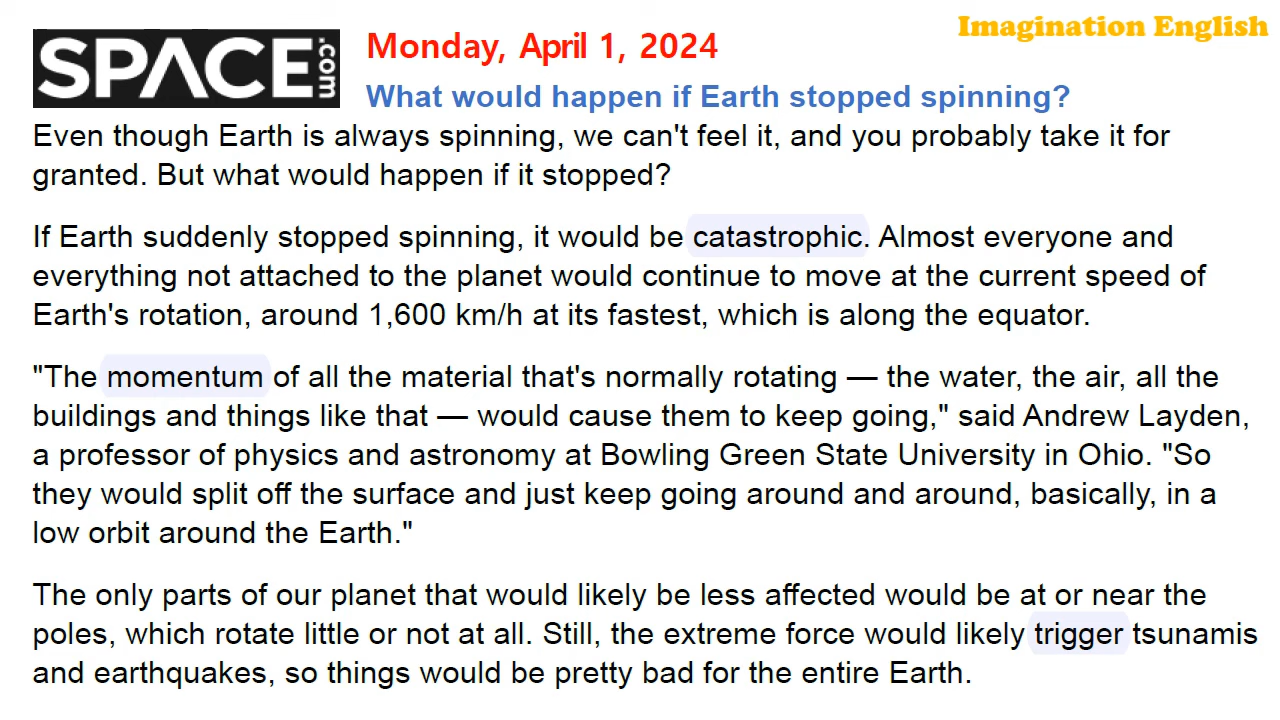 Imagination English
SPACE.com
Monday, April 1, 2024
What would happen if Earth stopped spinning?
Even though Earth is always spinning, we can't feel it, and you probably take it for
granted. But what would happen if it stopped?
If Earth suddenly stopped spinning, it would be catastrophic. Almost everyone and
everything not attached to the planet would continue to move at the current speed of
Earth's rotation, around 1,600 km/h at its fastest, which is along the equator.
"The momentum of all the material that's normally rotating — the water, the air, all the
buildings and things like that — would cause them to keep going," said Andrew Layden,
a professor of physics and astronomy at Bowling Green State University in Ohio. "So
they would split off the surface and just keep going around and around, basically, in a
low orbit around the Earth."
The only parts of our planet that would likely be less affected would be at or near the
poles, which rotate little or not at all. Still, the extreme force would likely trigger tsunamis
and earthquakes, so things would be pretty bad for the entire Earth.